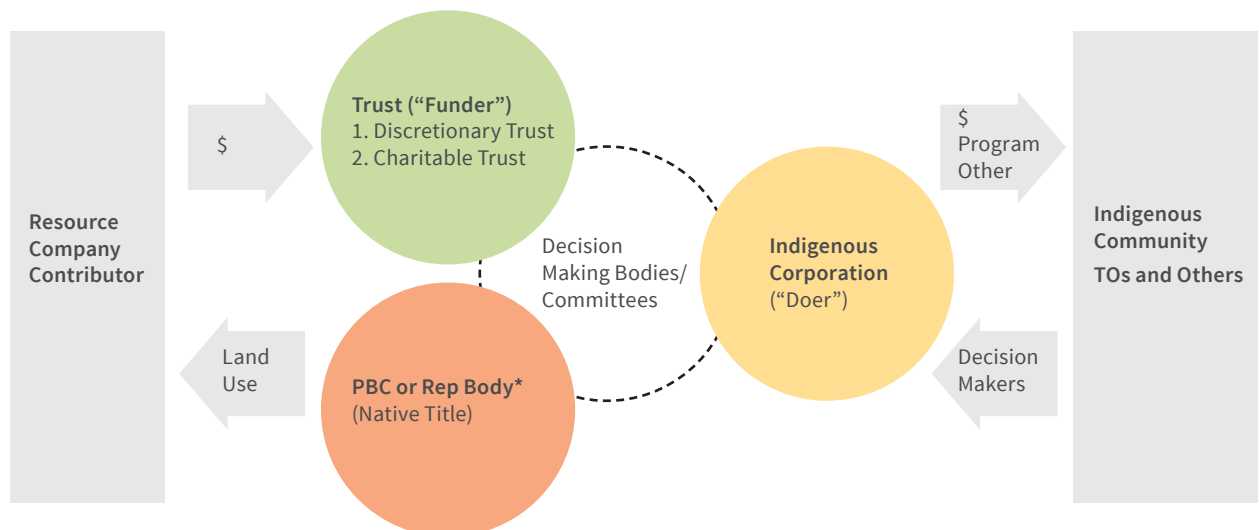 Resource
Company
Contributor
$
Land
Use
Trust (“Funder”)
1. Discretionary Trust
2. Charitable Trust
PBC or Rep Body*
(Native Title)
Decision
Making Bodies/
Committees
Indigenous
Corporation
(“Doer”)
$
Program
Other
Decision
Makers
Indigenous
Community
TOs and Others